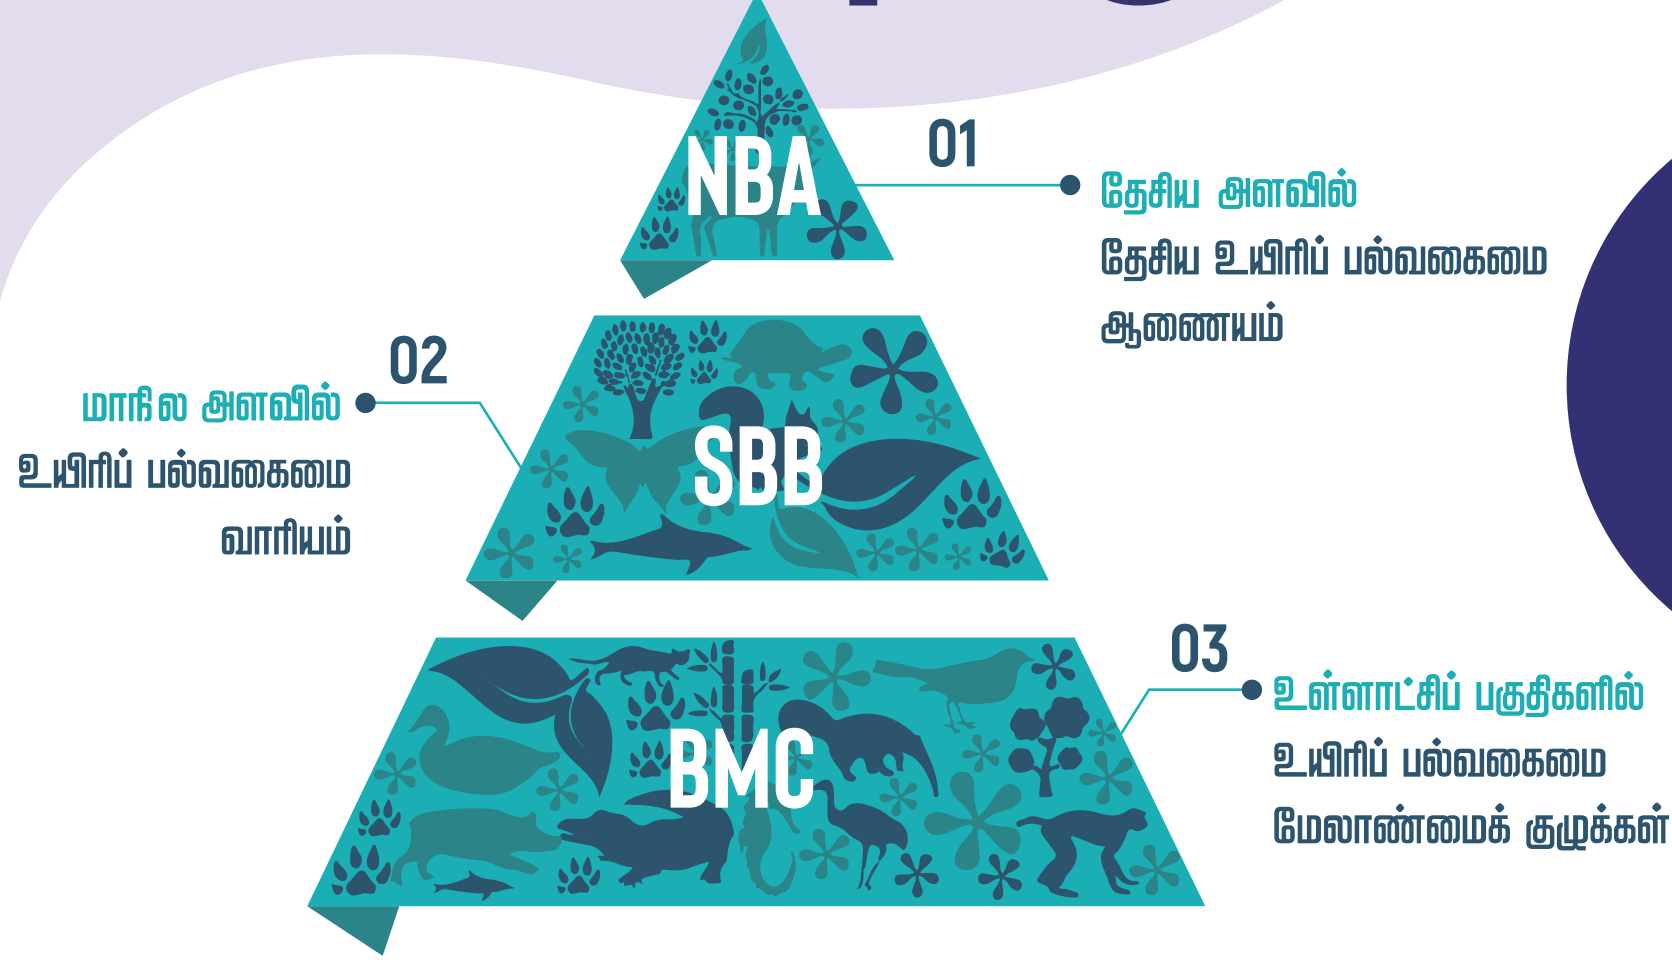 NBA
01
தேசிய அளவில்
தேசிய உயிரிப் பல்வகைமை
ஆணையம்
02
மாநில அளவில்
உயிரிப் பல்வகைமை
வாரியம்
SBB
03
உள்ளாட்சிப் பகுதிகளில்
உயிரிப் பல்வகைமை
மேலாண்மைக் குழுக்கள்
BMC